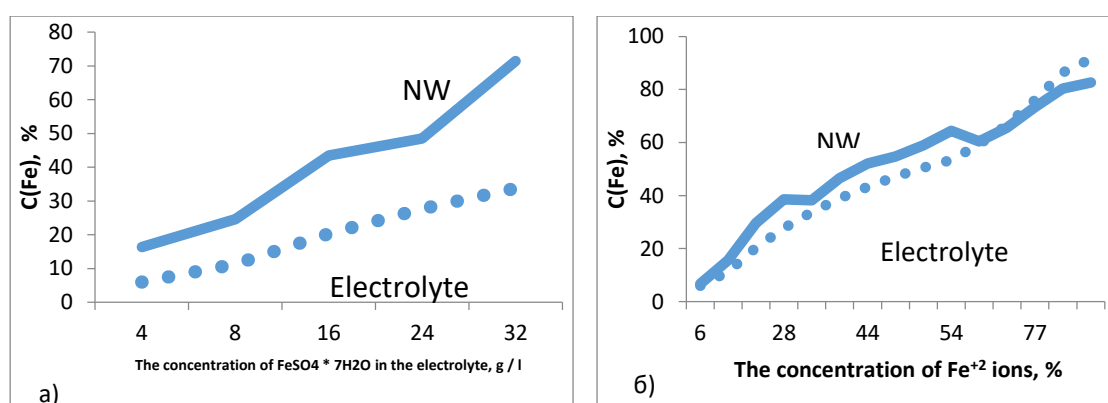 80
70
60
50
40
30
20
10
0
C(Fe), %
NW
Electrolyte
4 8 16 24 32
The concentration of FeSO4 * 7H2O in the electrolyte, g / l
а)
100
80
60
40
20
0
C(Fe), %
NW
Electrolyte
6 28 44 54 77
The concentration of Fe⁺² ions, %
б)